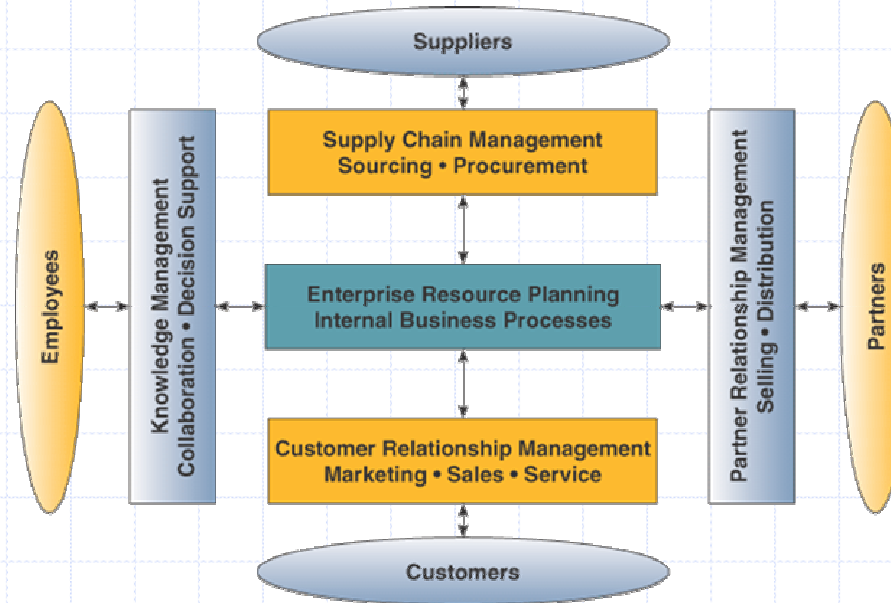 Suppliers
Supply Chain Management
Sourcing • Procurement
Employees
Knowledge Management
Collaboration • Decision Support
Enterprise Resource Planning
Internal Business Processes
Partner Relationship Management
Selling • Distribution
Partners
Customer Relationship Management
Marketing • Sales • Service
Customers